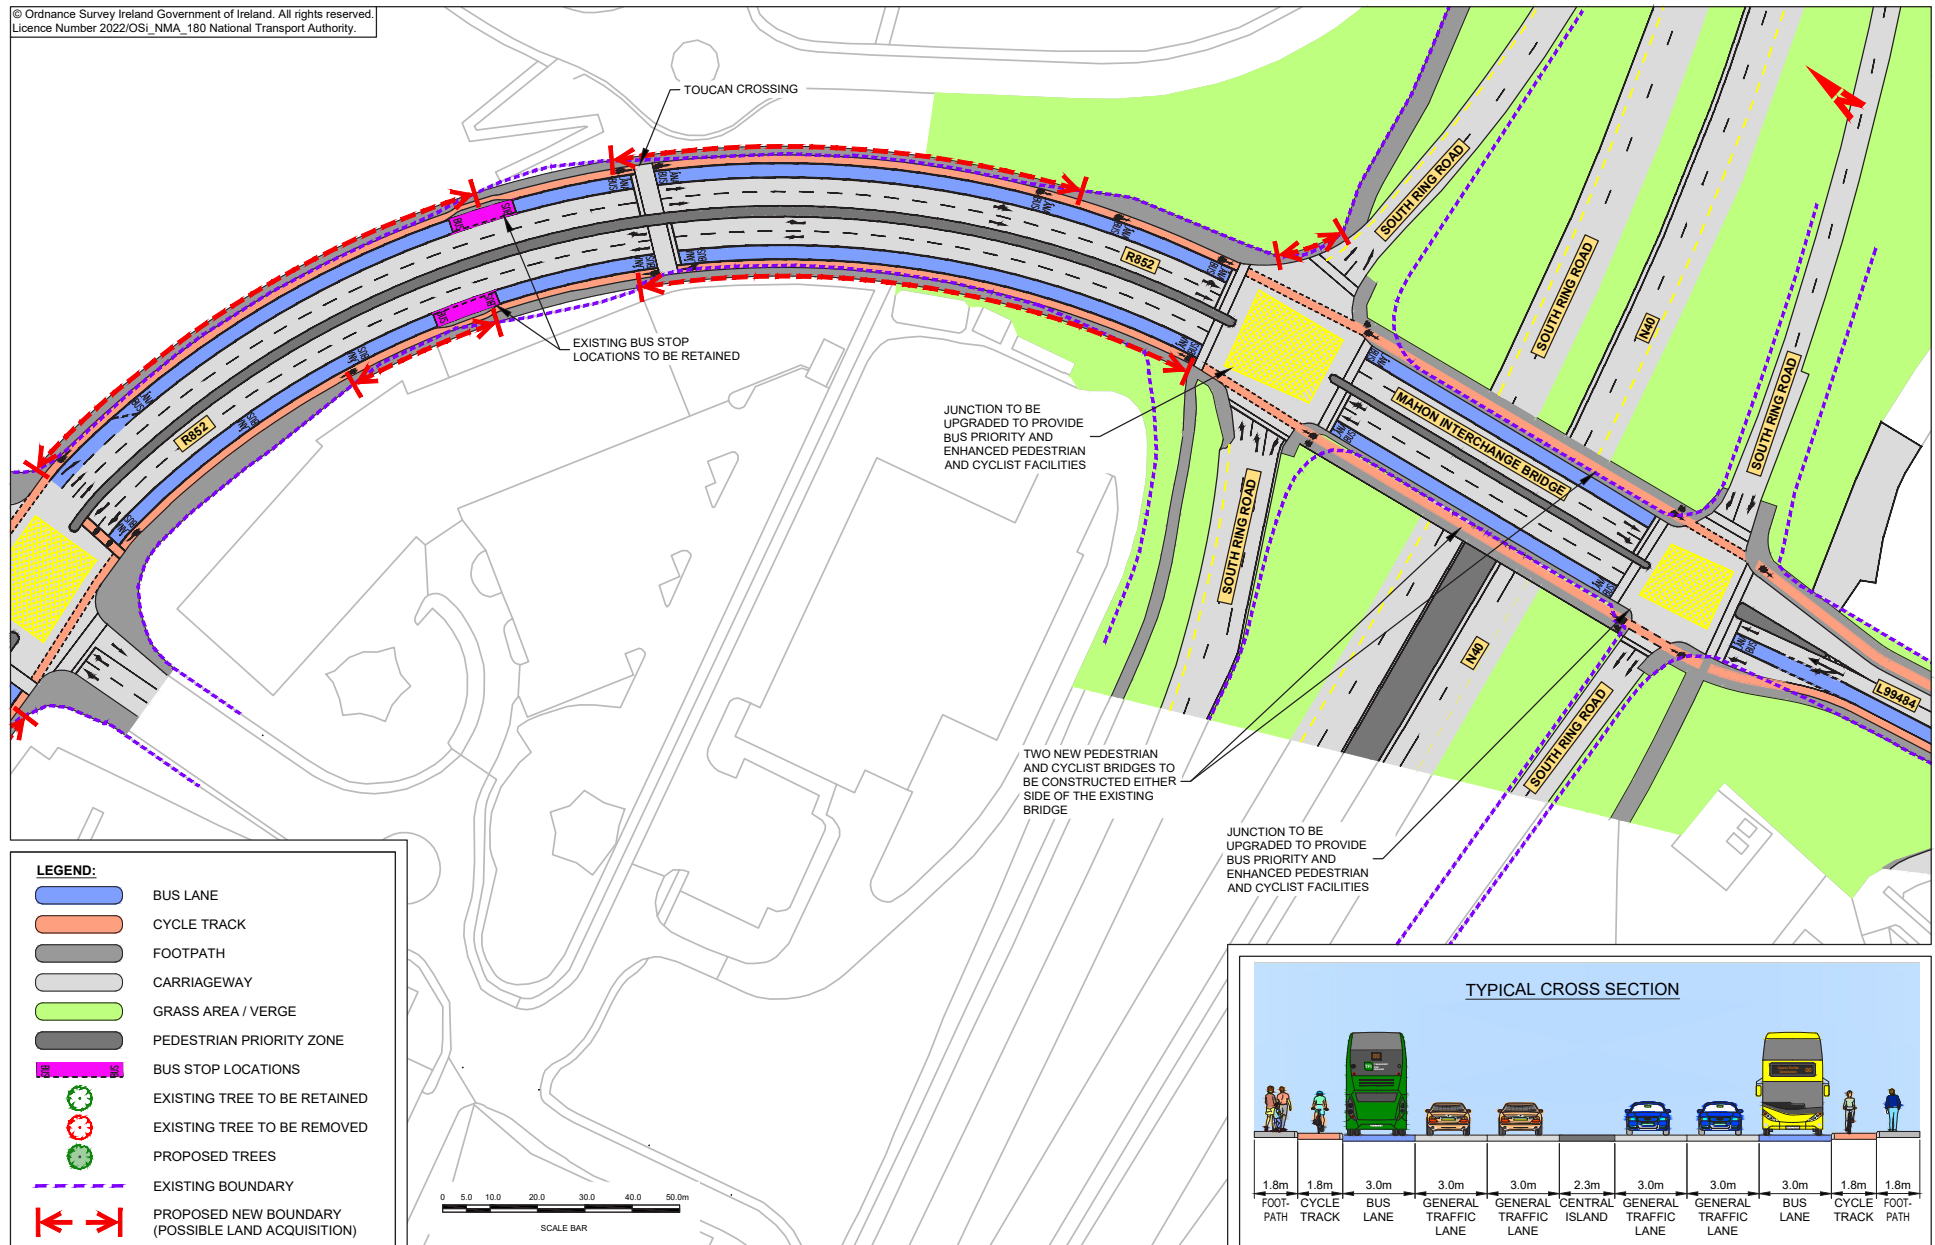 © Ordnance Survey Ireland Government of Ireland. All rights reserved.
Licence Number 2022/OSi_NMA_180 National Transport Authority.
TOUCAN CROSSING
EXISTING BUS STOP
LOCATIONS TO BE RETAINED
R852
R852
SOUTH RING ROAD
SOUTH RING ROAD
N40
SOUTH RING ROAD
MAHON INTERCHANGE BRIDGE
JUNCTION TO BE
UPGRADED TO PROVIDE
BUS PRIORITY AND
ENHANCED PEDESTRIAN
AND CYCLIST FACILITIES
SOUTH RING ROAD
N40
SOUTH RING ROAD
L99484
TWO NEW PEDESTRIAN
AND CYCLIST BRIDGES TO
BE CONSTRUCTED EITHER
SIDE OF THE EXISTING
BRIDGE
JUNCTION TO BE
UPGRADED TO PROVIDE
BUS PRIORITY AND
ENHANCED PEDESTRIAN
AND CYCLIST FACILITIES
LEGEND:
BUS LANE
CYCLE TRACK
FOOTPATH
CARRIAGEWAY
GRASS AREA / VERGE
PEDESTRIAN PRIORITY ZONE
BUS STOP LOCATIONS
EXISTING TREE TO BE RETAINED
EXISTING TREE TO BE REMOVED
PROPOSED TREES
EXISTING BOUNDARY
PROPOSED NEW BOUNDARY
(POSSIBLE LAND ACQUISITION)
0 5.0 10.0 20.0 30.0 40.0 50.0m
SCALE BAR
TYPICAL CROSS SECTION
1.8m 1.8m 3.0m 3.0m 3.0m 2.3m 3.0m 3.0m 3.0m 1.8m 1.8m
FOOT- CYCLE BUS GENERAL GENERAL CENTRAL GENERAL GENERAL BUS CYCLE FOOT-
PATH TRACK LANE TRAFFIC TRAFFIC ISLAND TRAFFIC TRAFFIC LANE TRACK PATH
LANE LANE LANE LANE